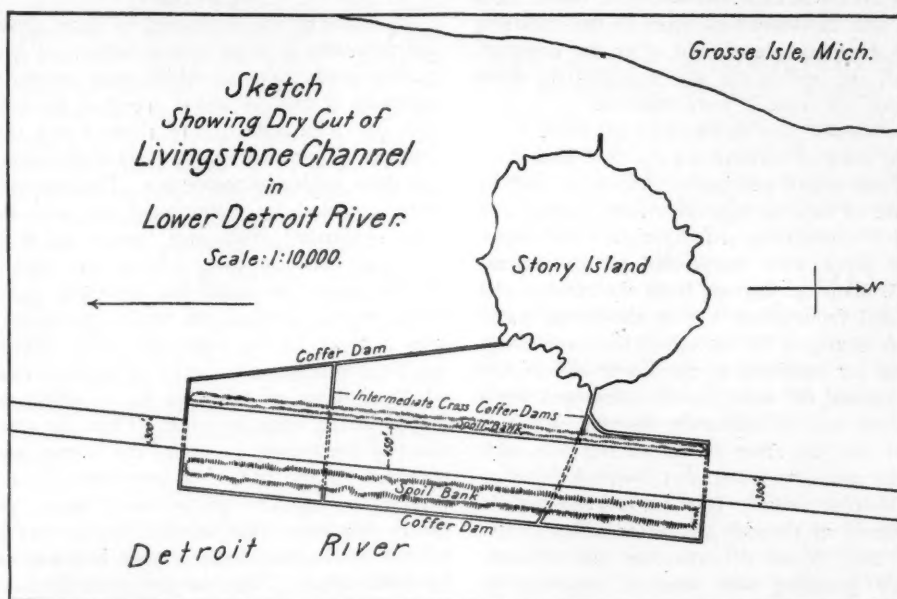 Grosse Isle, Mich.
Sketch
Showing Dry Cut of
Livingstone Channel
in
Lower Detroit River.
Scale: 1:10,000.
Stony Island
N
Coffer Dam
Intermediate Cross Coffer Dams
Spoil Bank
300'
450'
Spoil Bank
300'
Coffer Dam
Detroit River